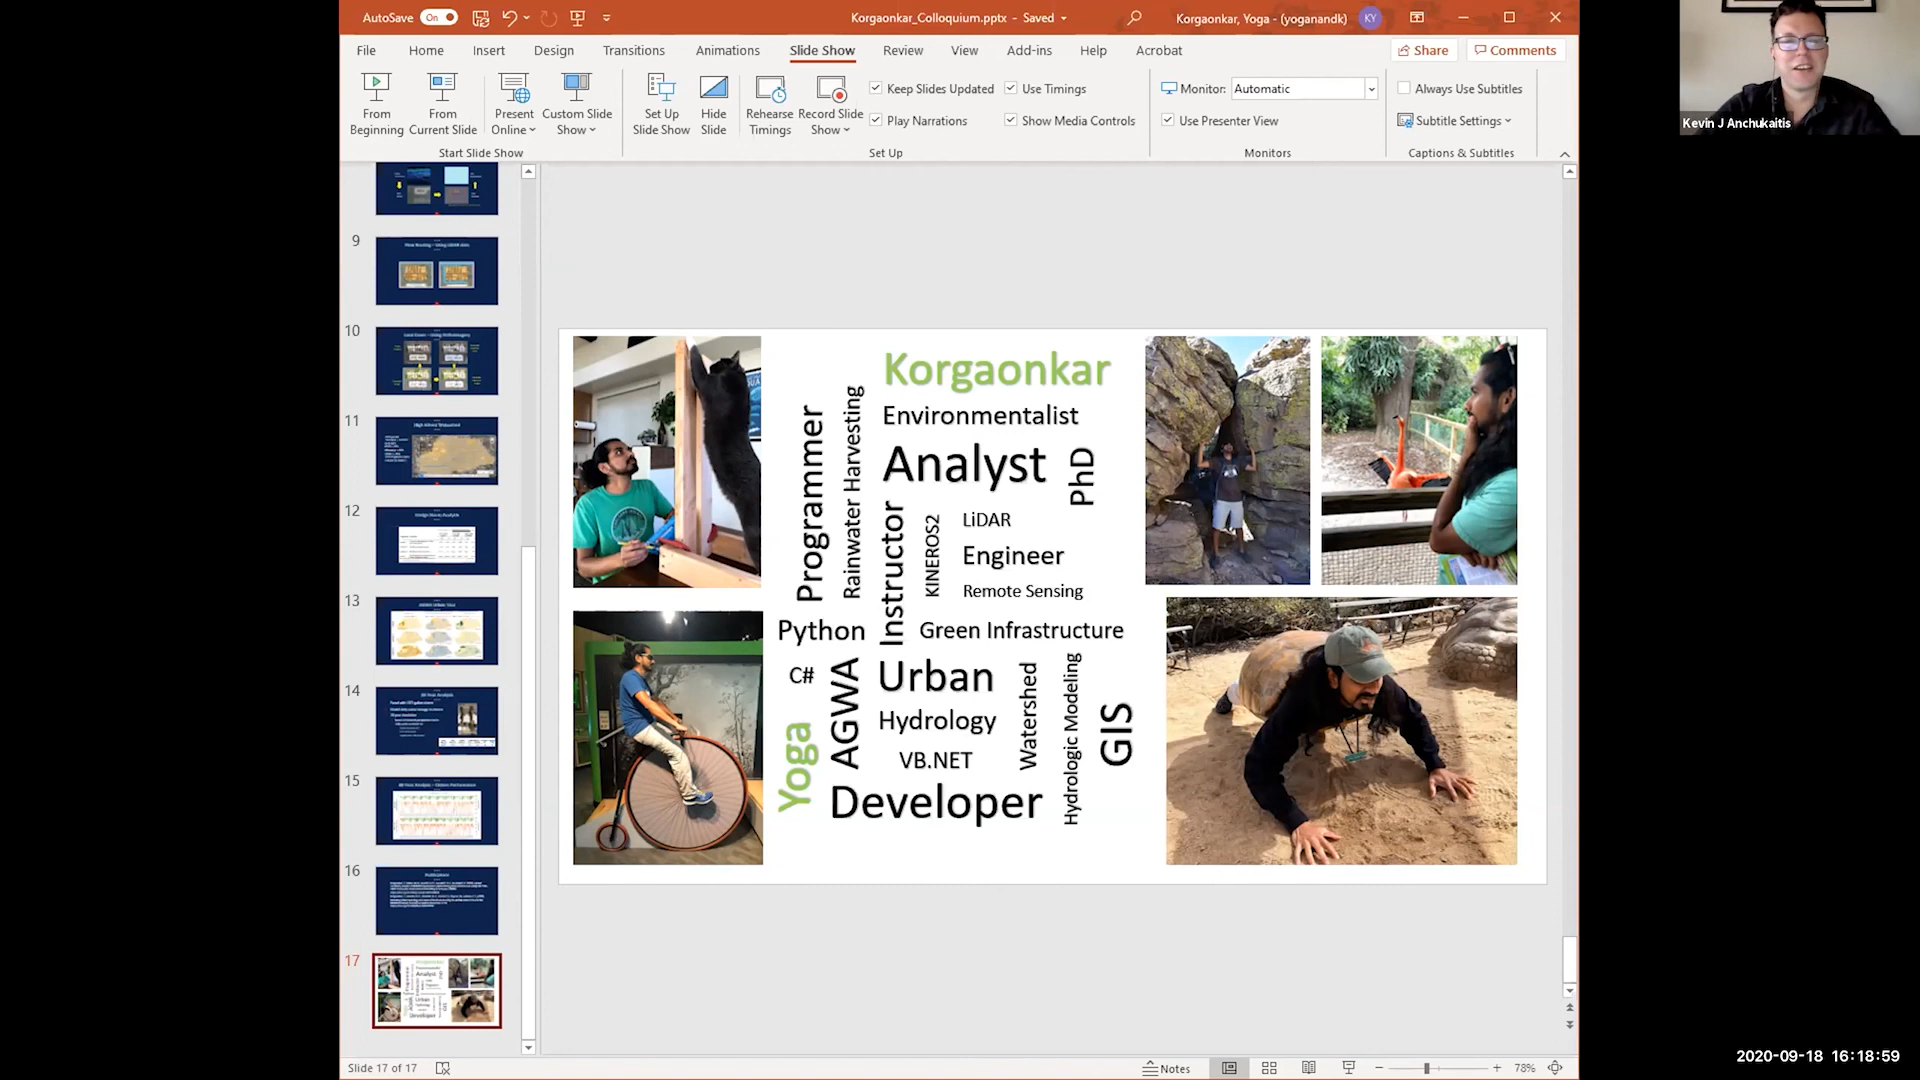 AutoSave On
Korgaonkar_Colloquium.pptx - Saved
Korgaonkar, Yoga - (yoganandk) KY
File Home Insert Design Transitions Animations Slide Show Review View Add-ins Help Acrobat
Share Comments
From Beginning
From Current Slide
Present Online
Custom Slide Show
Set Up Slide Show
Hide Slide
Rehearse Timings
Record Slide Show
Keep Slides Updated
Play Narrations
Use Timings
Show Media Controls
Monitor: Automatic
Use Presenter View
Always Use Subtitles
Subtitle Settings
Start Slide Show
Set Up
Monitors
Captions & Subtitles
Kevin J Anchukaitis
9
10
11
12
13
14
15
16
17
Korgaonkar
Environmentalist
Analyst
PhD
Programmer
Rainwater Harvesting
Instructor
KINEROS2
LiDAR
Engineer
Remote Sensing
Python
Green Infrastructure
C#
AGWA
Urban
Hydrology
VB.NET
Watershed
Hydrologic Modeling
GIS
Yoga
Developer
Slide 17 of 17
Notes
78%
2020-09-18 16:18:59